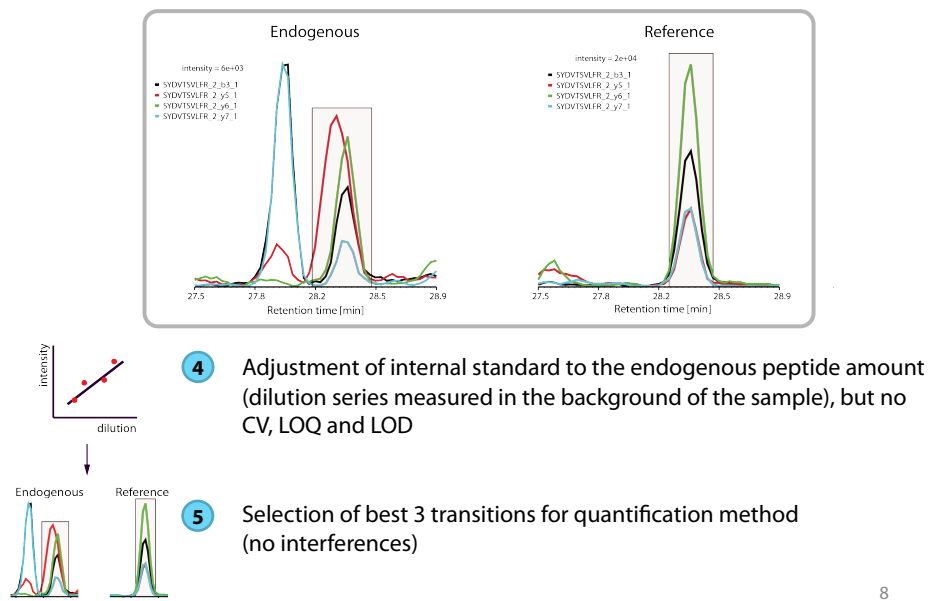 Endogenous
Reference
intensity = 6e+03
SYDVTSVLFR_2_b3_1
SYDVTSVLFR_2_y5_1
SYDVTSVLFR_2_y6_1
SYDVTSVLFR_2_y7_1
intensity = 2e+04
SYDVTSVLFR_2_b3_1
SYDVTSVLFR_2_y5_1
SYDVTSVLFR_2_y6_1
SYDVTSVLFR_2_y7_1
27.5 27.8 28.2 28.5 28.9
Retention time [min]
27.5 27.8 28.2 28.5 28.9
Retention time [min]
intensity
dilution
4
Adjustment of internal standard to the endogenous peptide amount
(dilution series measured in the background of the sample), but no
CV, LOQ and LOD
Endogenous
Reference
5
Selection of best 3 transitions for quantification method
(no interferences)
8